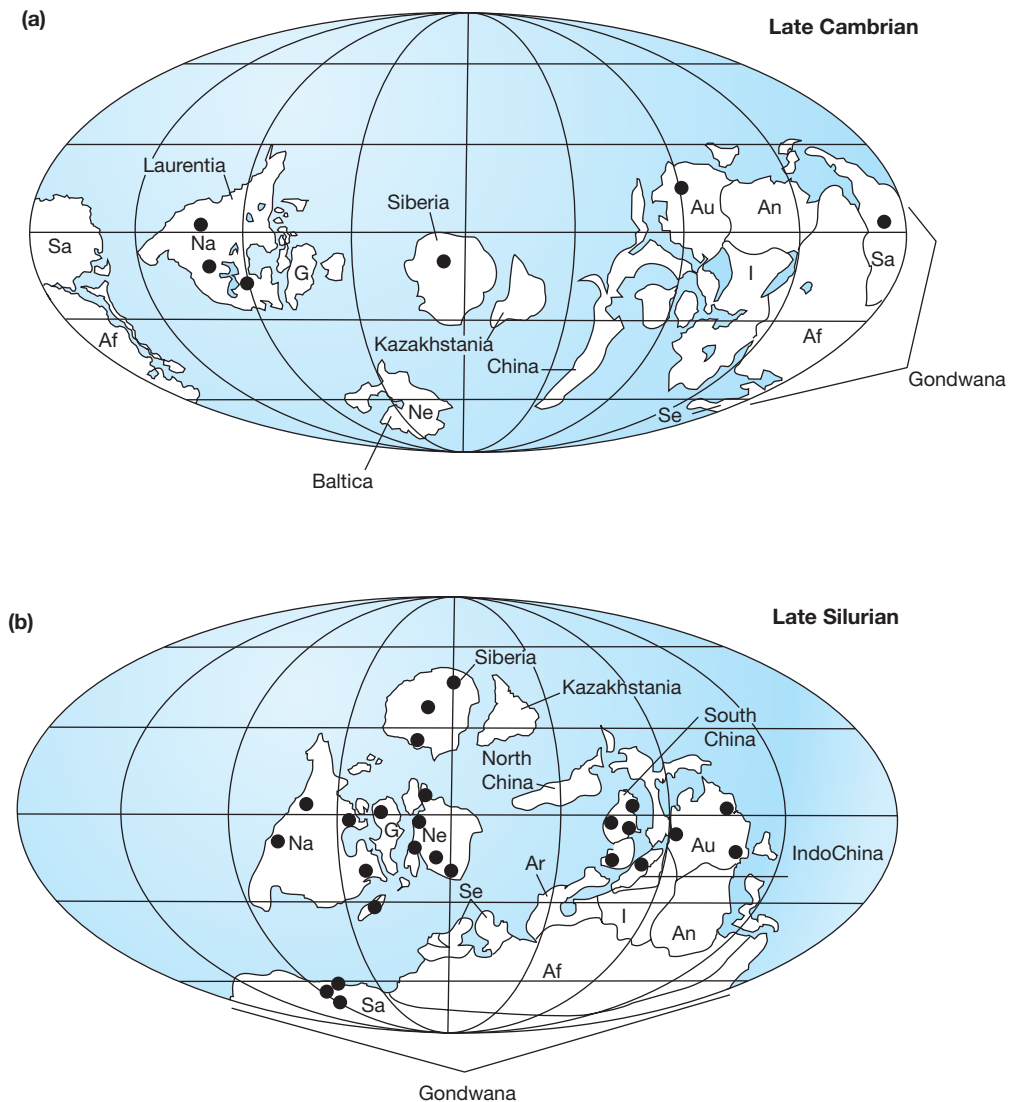 (a)
Late Cambrian
Laurentia
Siberia
Au
An
Sa
Na
G
I
Sa
Af
Kazakhstania
China
Af
Gondwana
Ne
Se
Baltica
(b)
Late Silurian
Siberia
Kazakhstania
South
China
North
China
Na
G
Ne
Au
IndoChina
Ar
Se
I
An
Af
Sa
Gondwana